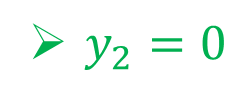 ➢ y₂ = 0